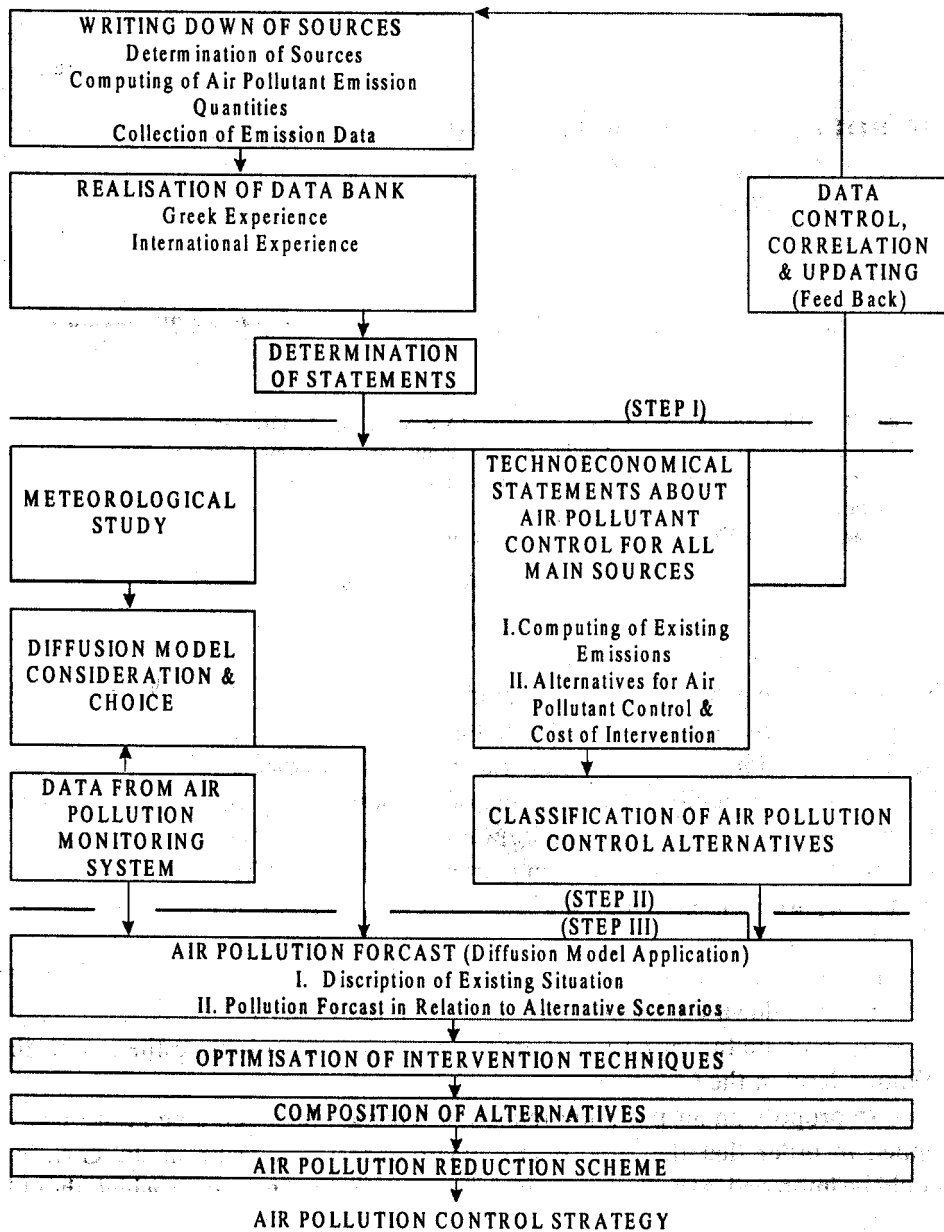 WRITING DOWN OF SOURCES
Determination of Sources
Computing of Air Pollutant Emission
Quantities
Collection of Emission Data
REALISATION OF DATA BANK
Greek Experience
International Experience
DATA
CONTROL,
CORRELATION
& UPDATING
(Feed Back)
DETERMINATION
OF STATEMENTS
(STEP I)
METEOROLOGICAL
STUDY
TECHNOECONOMICAL
STATEMENTS ABOUT
AIR POLLUTANT
CONTROL FOR ALL
MAIN SOURCES
I. Computing of Existing
Emissions
II. Alternatives for Air
Pollutant Control &
Cost of Intervention
DIFFUSION MODEL
CONSIDERATION &
CHOICE
DATA FROM AIR
POLLUTION
MONITORING
SYSTEM
CLASSIFICATION OF AIR POLLUTION
CONTROL ALTERNATIVES
(STEP II)
(STEP III)
AIR POLLUTION FORCAST (Diffusion Model Application)
I. Discription of Existing Situation
II. Pollution Forcast in Relation to Alternative Scenarios
OPTIMISATION OF INTERVENTION TECHNIQUES
COMPOSITION OF ALTERNATIVES
AIR POLLUTION REDUCTION SCHEME
AIR POLLUTION CONTROL STRATEGY